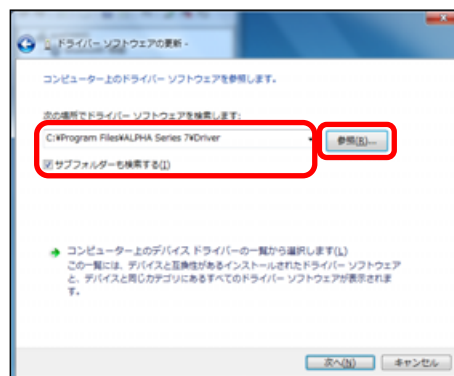 ドライバー ソフトウェアの更新 -
コンピューター上のドライバー ソフトウェアを参照します。
次の場所でドライバー ソフトウェアを検索します:
C:¥Program Files¥ALPHA Series 7¥Driver
参照(R)...
サブフォルダーも検索する(I)
コンピューター上のデバイス ドライバーの一覧から選択します(L)
この一覧には、デバイスと互換性があるインストールされたドライバー ソフトウェア
と、デバイスと同じカテゴリにあるすべてのドライバー ソフトウェアが表示されま
す。
次へ(N)
キャンセル